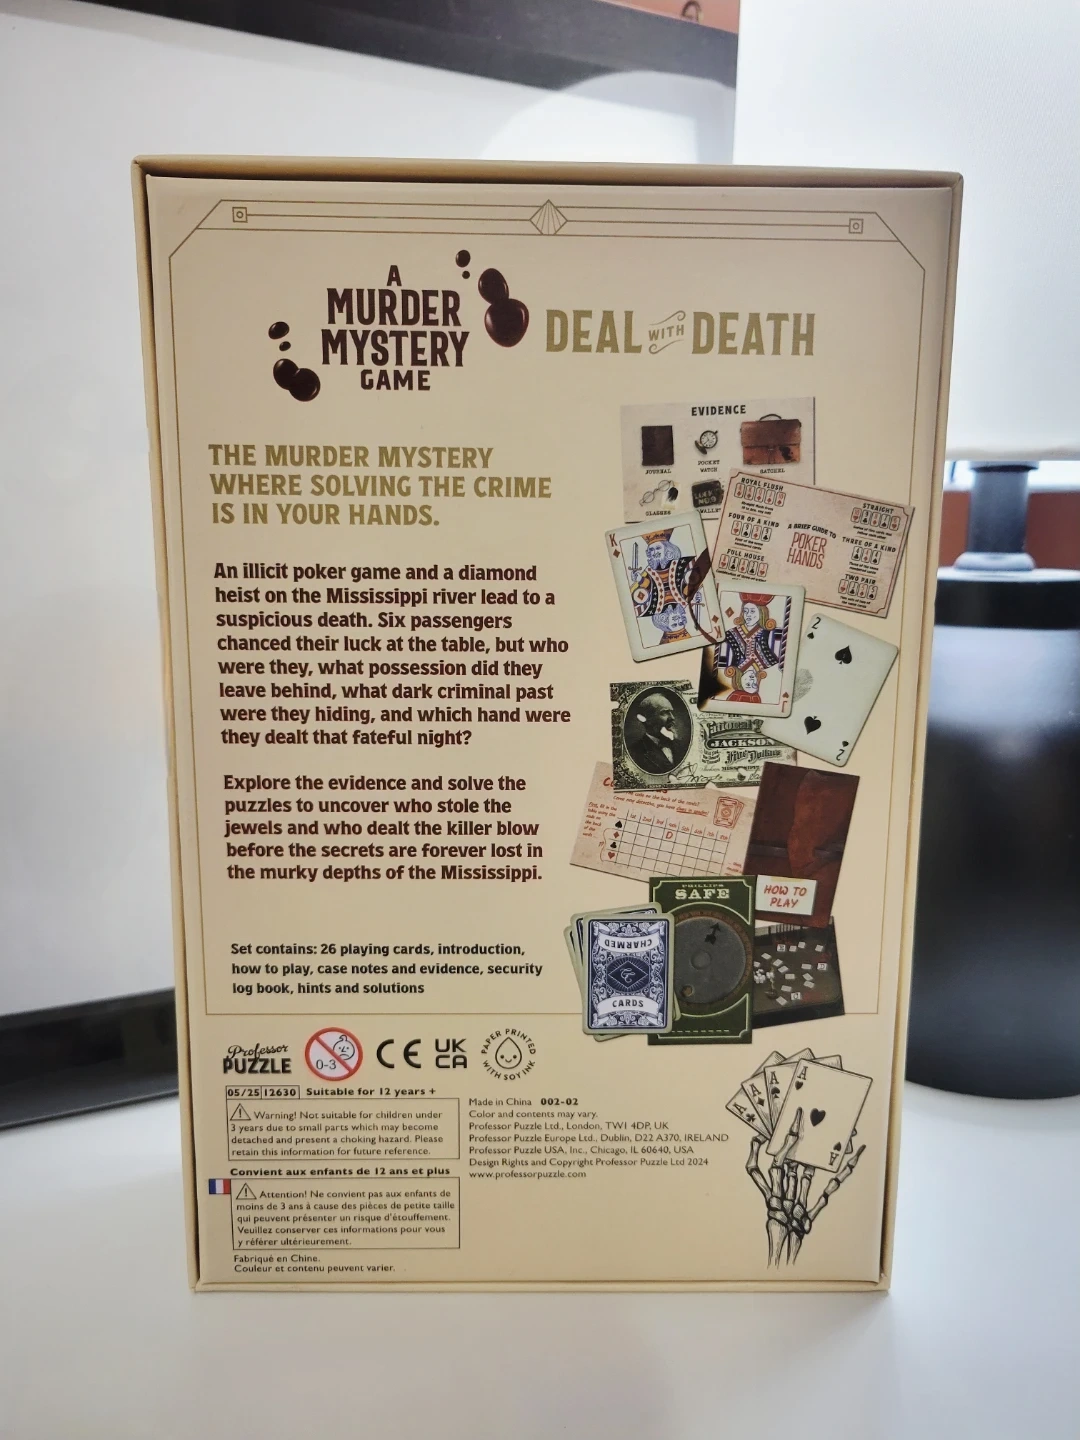 A
MURDER
MYSTERY
GAME
DEAL WITH DEATH
THE MURDER MYSTERY
WHERE SOLVING THE CRIME
IS IN YOUR HANDS.
An illicit poker game and a diamond
heist on the Mississippi river lead to a
suspicious death. Six passengers
chanced their luck at the table, but who
were they, what possession did they
leave behind, what dark criminal past
were they hiding, and which hand were
they dealt that fateful night?
Explore the evidence and solve the
puzzles to uncover who stole the
jewels and who dealt the killer blow
before the secrets are forever lost in
the murky depths of the Mississippi.
Set contains: 26 playing cards, introduction,
how to play, case notes and evidence, security
log book, hints and solutions
EVIDENCE
JOURNAL
POCKET
WATCH
SATCHEL
GLASSES
WALLET
ROYAL FLUSH
STRAIGHT
FOUR OF A KIND
A BRIEF GUIDE TO
POKER
HANDS
THREE OF A KIND
FULL HOUSE
TWO PAIR
K
K
J
2
2
JACKSON
Five Dollars
1st 2nd 3rd 4th 5th 6th 7th 8th
D
PHILLIPS
SAFE
HOW TO
PLAY
CHARMED
CARDS
Professor
PUZZLE
0-3
CE
UK
CA
PAPER PRINTED
WITH SOY INK
05/25 12630 Suitable for 12 years +
Warning! Not suitable for children under
3 years due to small parts which may become
detached and present a choking hazard. Please
retain this information for future reference.
Convient aux enfants de 12 ans et plus
Attention! Ne convient pas aux enfants de
moins de 3 ans à cause des pièces de petite taille
qui peuvent présenter un risque d'étouffement.
Veuillez conserver ces informations pour vous
y référer ultérieurement.
Fabriqué en Chine.
Couleur et contenu peuvent varier.
Made in China 002-02
Color and contents may vary.
Professor Puzzle Ltd., London, TW1 4DP, UK
Professor Puzzle Europe Ltd., Dublin, D22 A370, IRELAND
Professor Puzzle USA, Inc., Chicago, IL 60640, USA
Design Rights and Copyright Professor Puzzle Ltd 2024
www.professorpuzzle.com
A
A
A
A
A